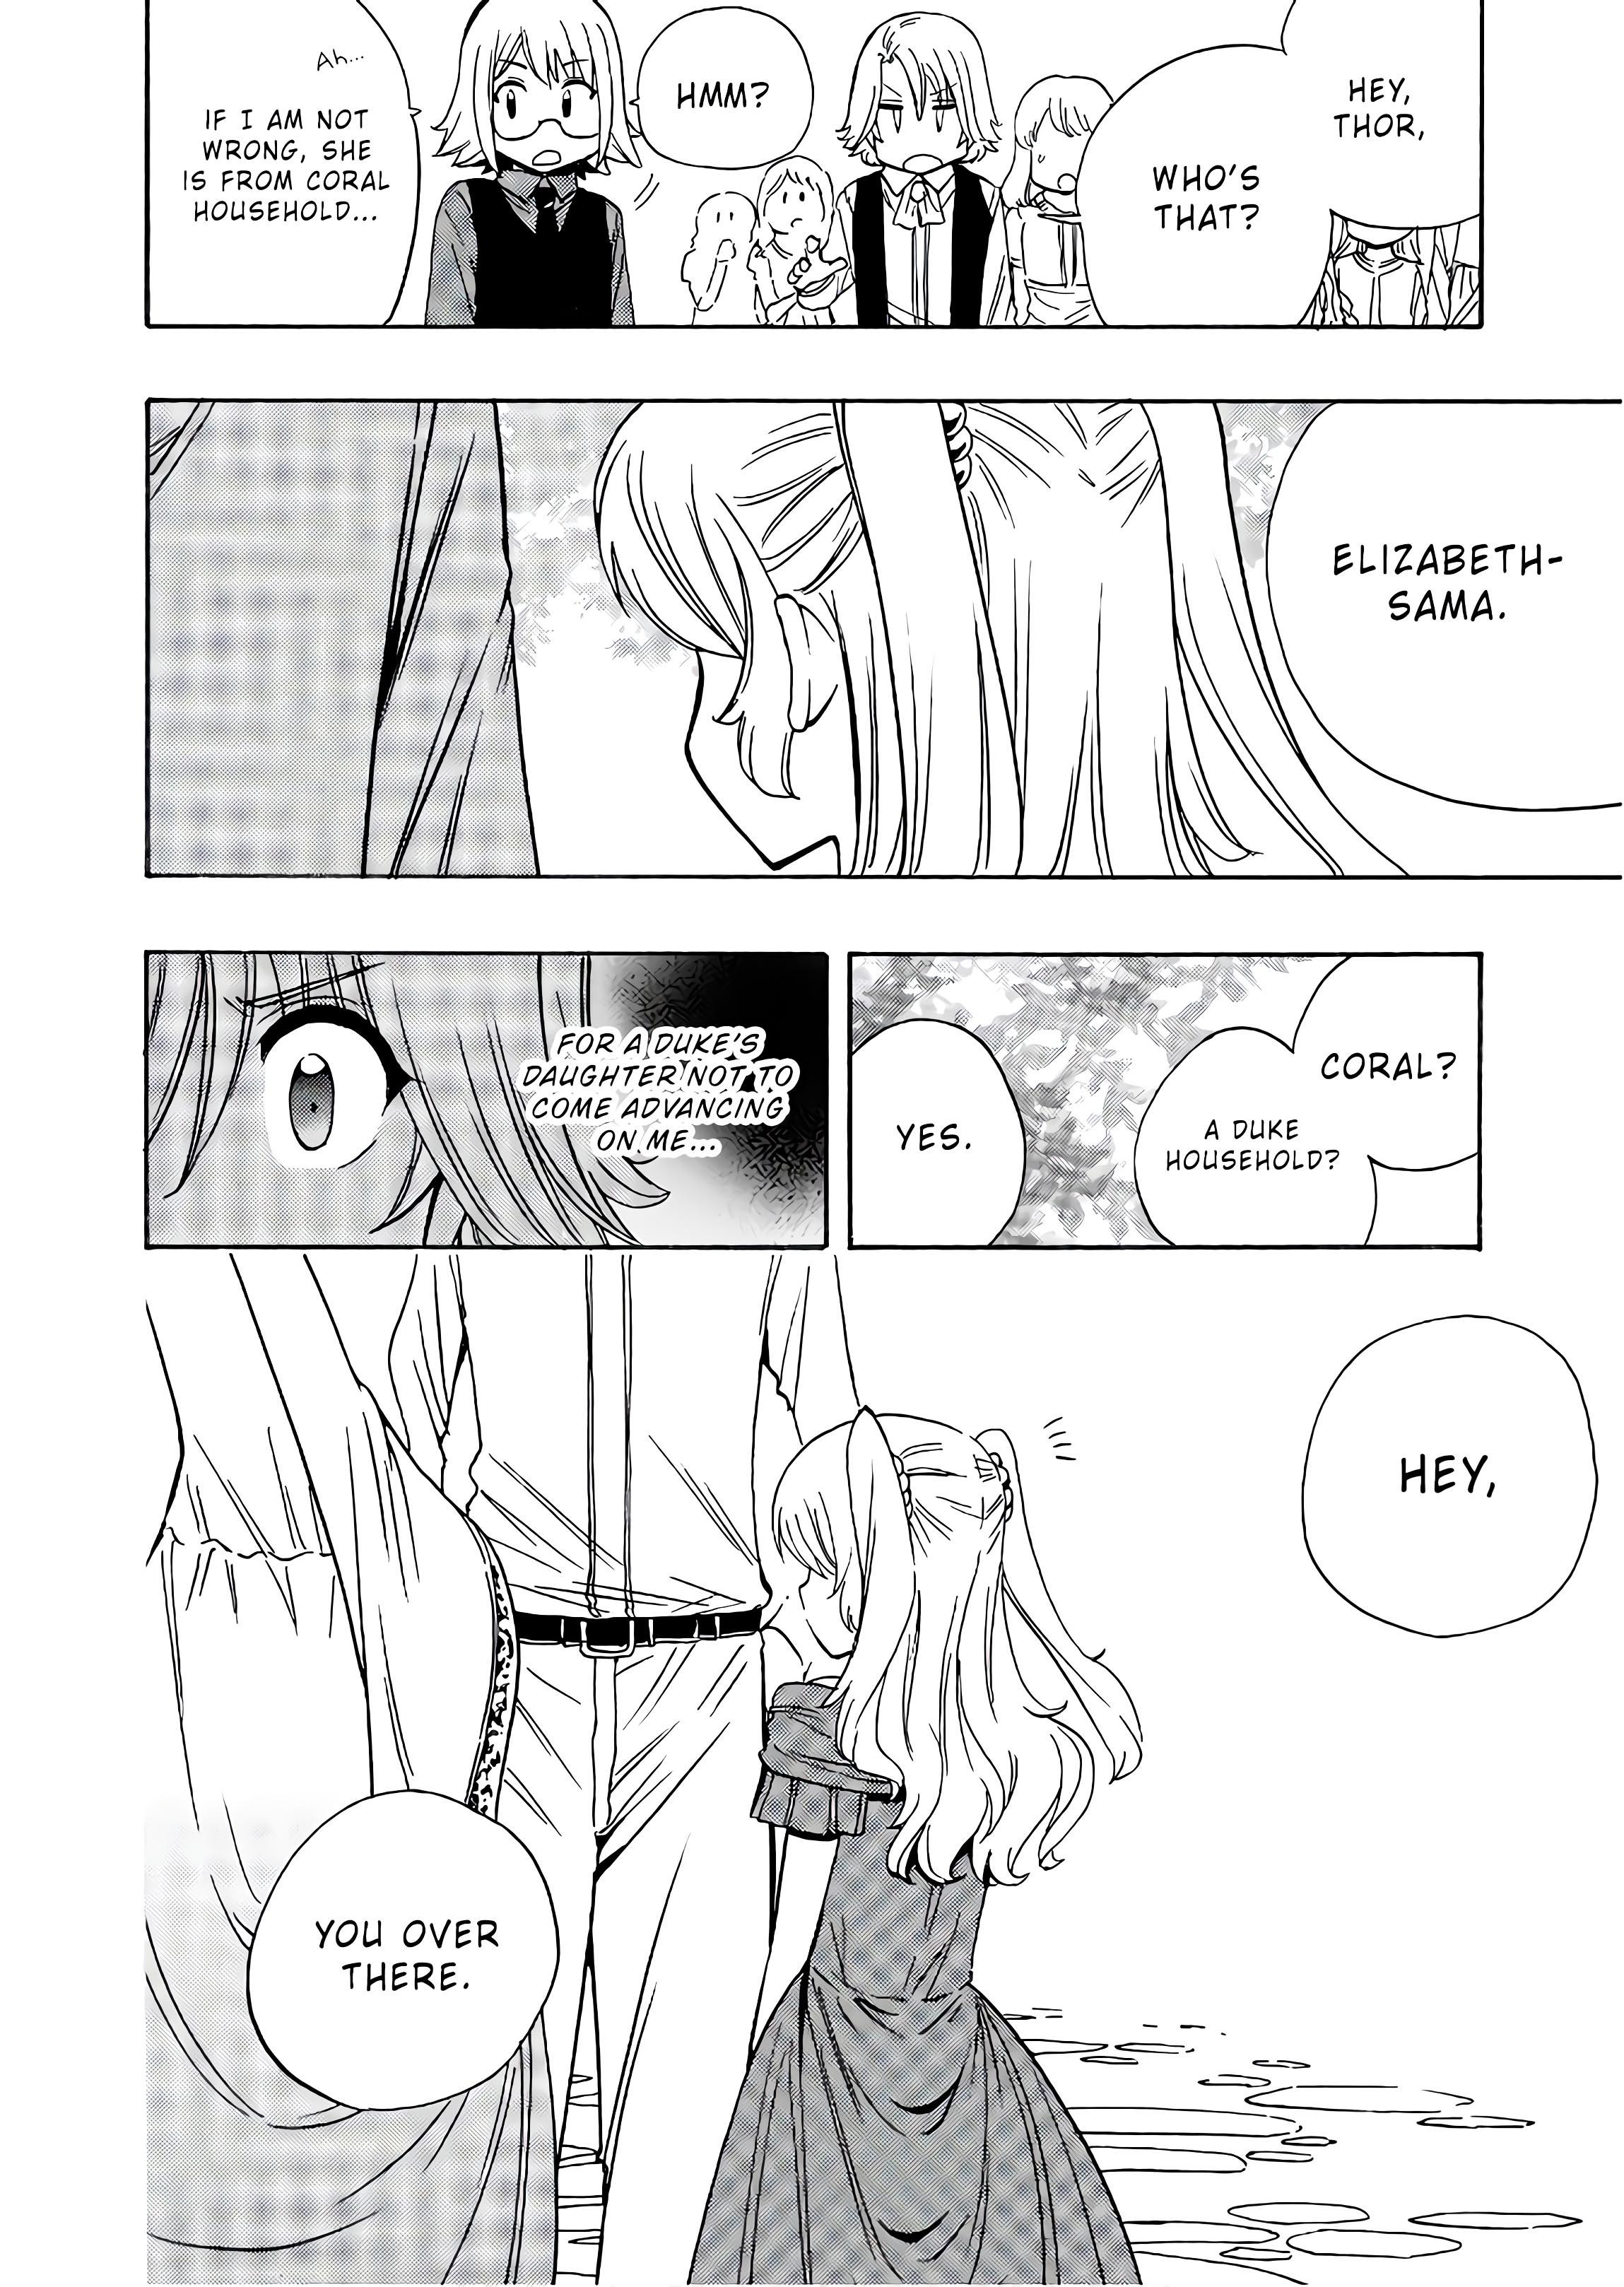 HEY,
THOR,
WHO'S
THAT?
HMM?
Ah...
IF I AM NOT
WRONG, SHE
IS FROM CORAL
HOUSEHOLD...
ELIZABETH-
SAMA.
CORAL?
A DUKE
HOUSEHOLD?
YES.
FOR A DUKE'S
DAUGHTER NOT TO
COME ADVANCING
ON ME...
HEY,
YOU OVER
THERE.